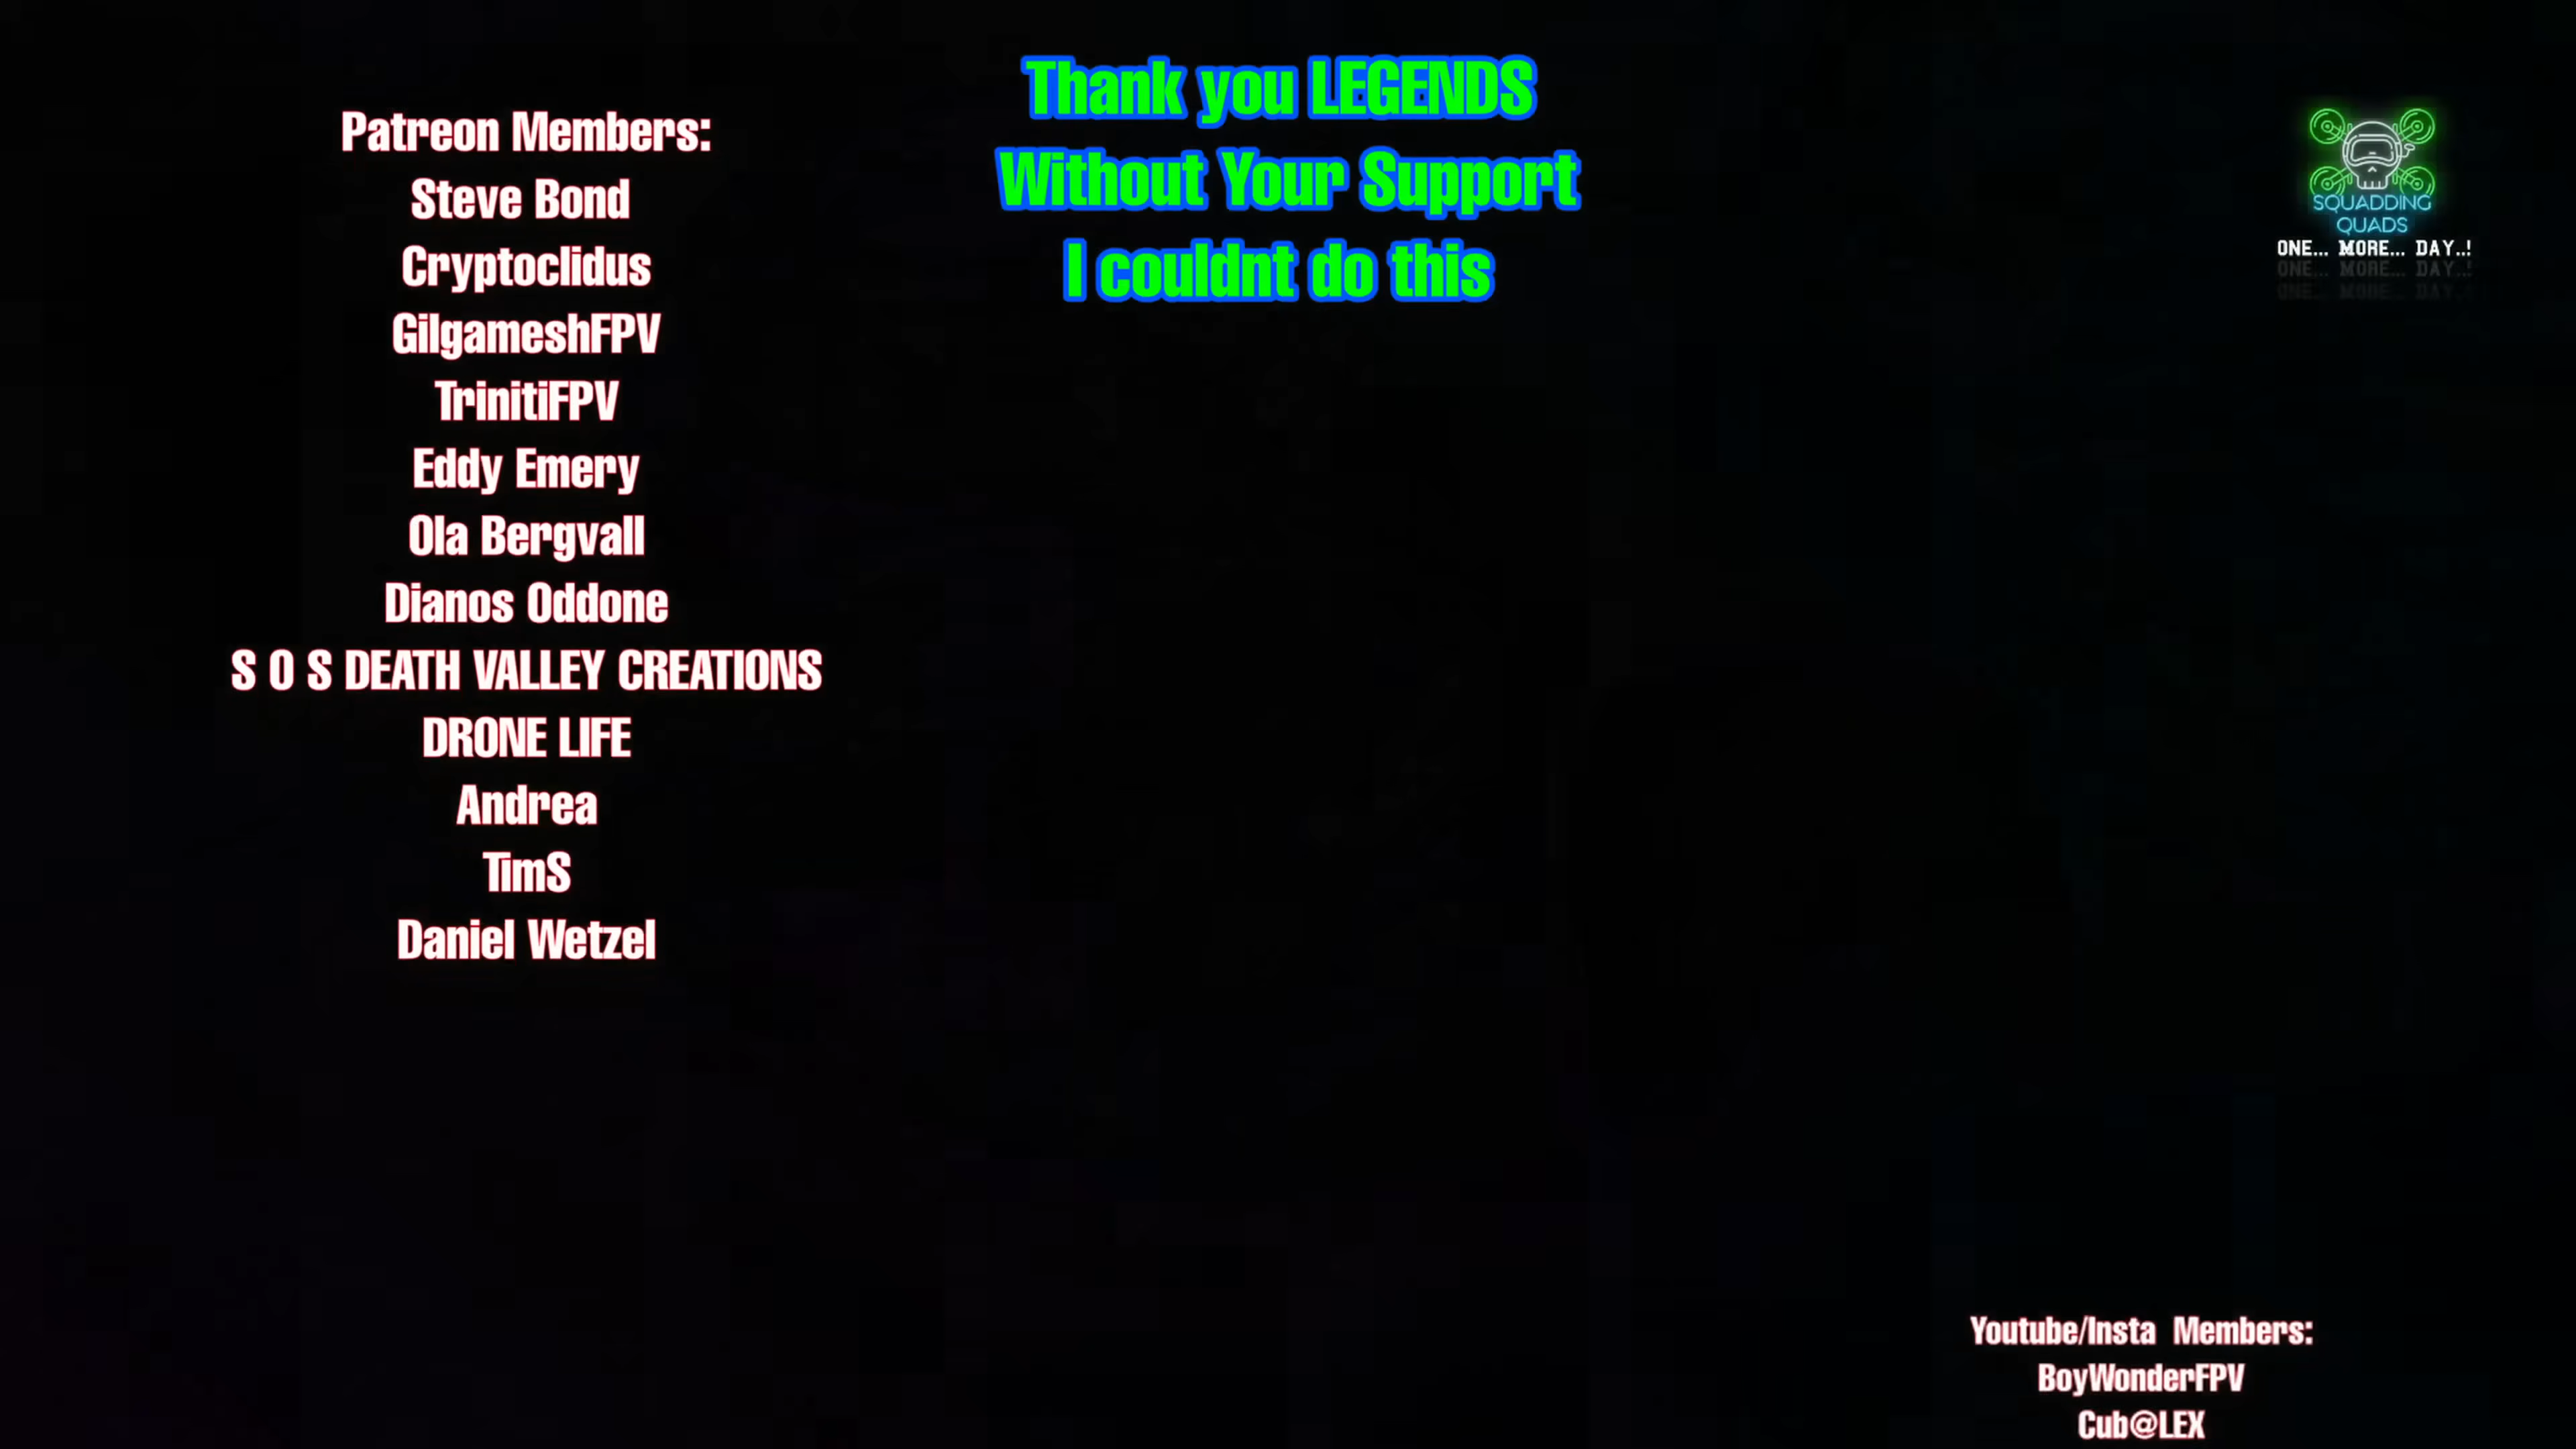 Thank you LEGENDS
Without Your Support
I couldnt do this
Patreon Members:
Steve Bond
Cryptoclidus
GilgameshFPV
TrinitiFPV
Eddy Emery
Ola Bergvall
Dianos Oddone
S O S DEATH VALLEY CREATIONS
DRONE LIFE
Andrea
TimS
Daniel Wetzel
SQUADDING
QUADS
ONE... MORE... DAY..!
Youtube/Insta  Members:
BoyWonderFPV
Cub@LEX